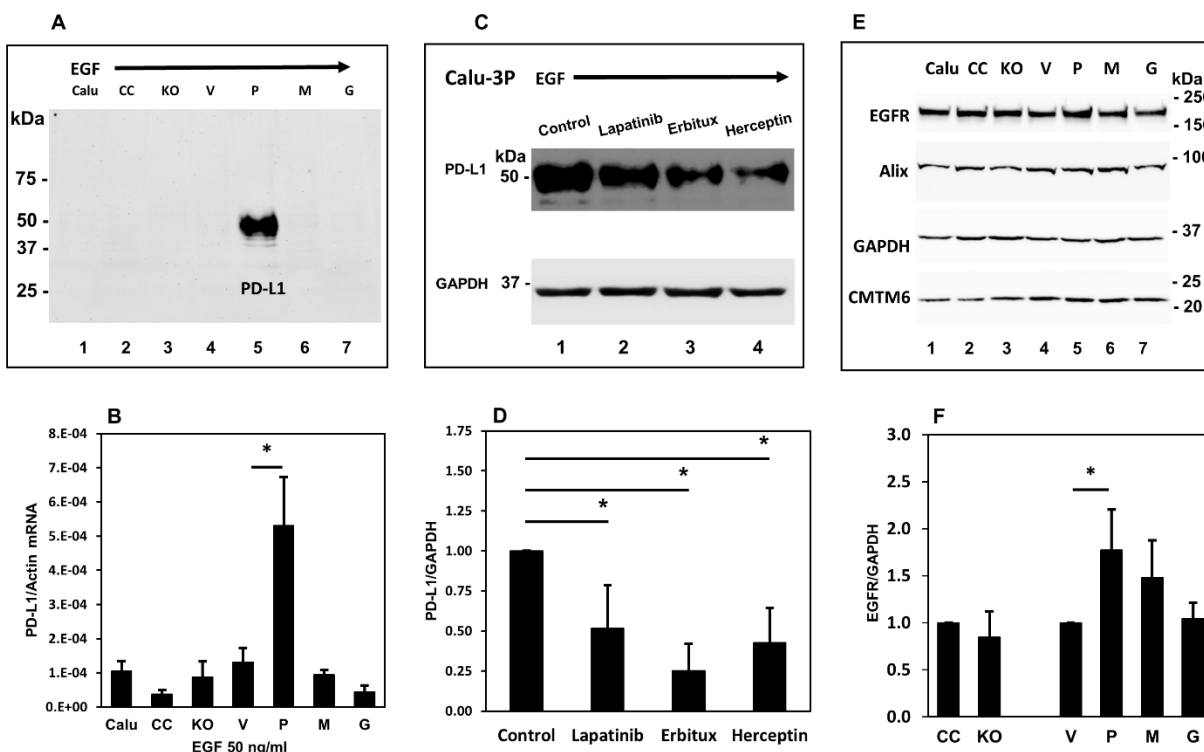 A
EGF
Calu CC KO V P M G
kDa
75 -
50 -
37 -
25 -
PD-L1
1 2 3 4 5 6 7
B
8.E-04
7.E-04
6.E-04
5.E-04
4.E-04
3.E-04
2.E-04
1.E-04
0.E+00
PD-L1/Actin mRNA
*
Calu CC KO V P M G
EGF 50 ng/ml
C
Calu-3P EGF
Control Lapatinib Erbitux Herceptin
kDa
PD-L1 50 -
GAPDH 37 -
1 2 3 4
D
1.75
1.50
1.25
1.00
0.75
0.50
0.25
0.00
PD-L1/GAPDH
*
*
*
Control Lapatinib Erbitux Herceptin
E
Calu CC KO V P M G
kDa
EGFR - 250
- 150
Alix - 100
GAPDH - 37
CMTM6 - 25
- 20
1 2 3 4 5 6 7
F
3.0
2.5
2.0
1.5
1.0
0.5
0.0
EGFR/GAPDH
*
CC KO V P M G